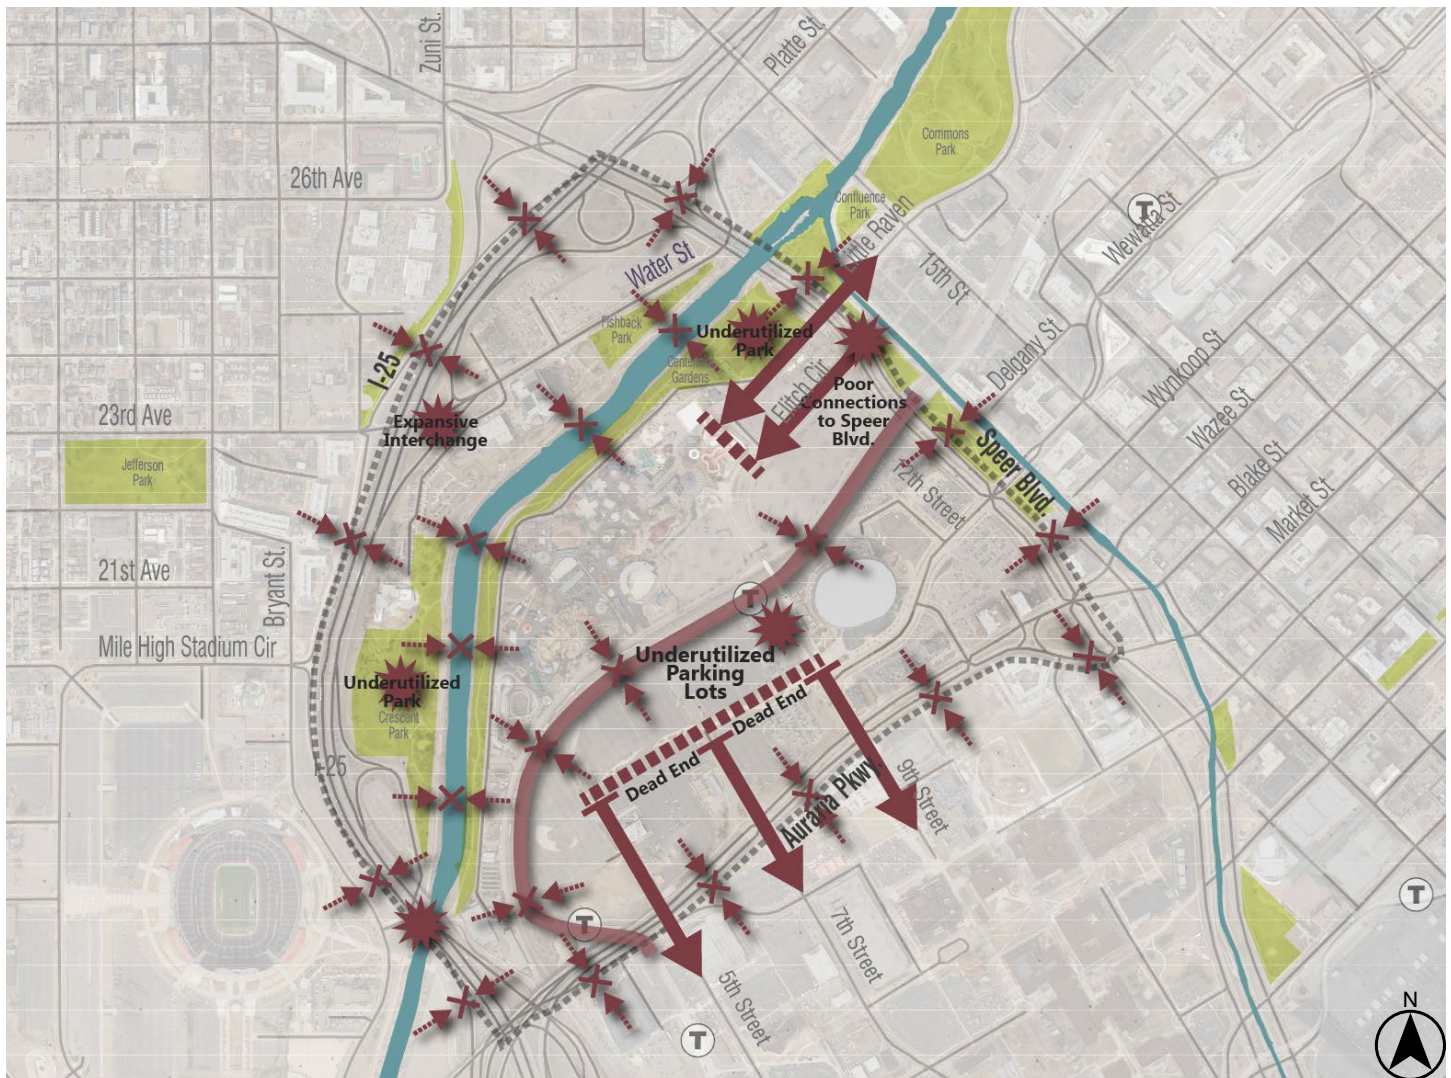 Zuni St.
Platte St.
26th Ave
Commons
Park
Confluence
Park
Little Raven
T
Wewatta St
Water St
15th St
Fishback
Park
Underutilized
Park
Centennial
Gardens
Elitch Cir
Poor
Connections
to Speer
Blvd.
Delgany St
Wynkoop St
I-25
23rd Ave
Expansive
Interchange
Wazee St
Jefferson
Park
Speer Blvd.
Blake St
12th Street
Market St
21st Ave
Bryant St.
T
Mile High Stadium Cir
Underutilized
Parking
Lots
Underutilized
Park
Crescent
Park
Dead End
Dead End
I-25
Auraria Pkwy.
9th Street
T
T
7th Street
5th Street
T
N